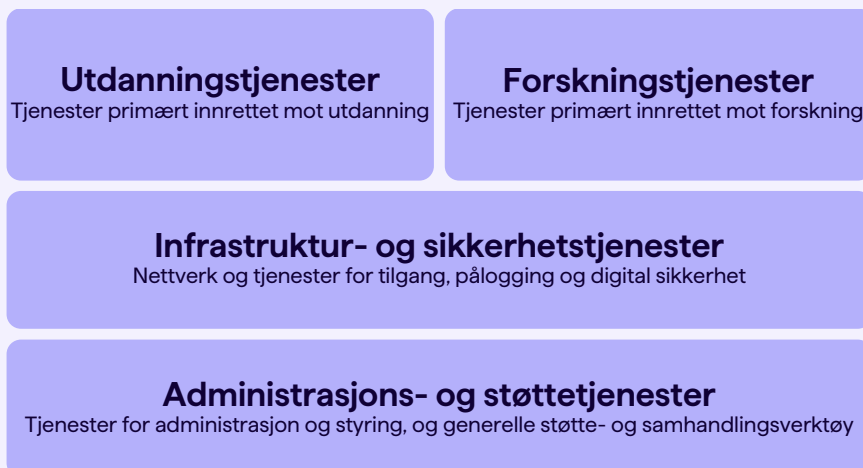 Utdanningstjenester
Tjenester primært innrettet mot utdanning
Forskningstjenester
Tjenester primært innrettet mot forskning
Infrastruktur- og sikkerhetstjenester
Nettverk og tjenester for tilgang, pålogging og digital sikkerhet
Administrasjons- og støttetjenester
Tjenester for administrasjon og styring, og generelle støtte- og samhandlingsverktøy